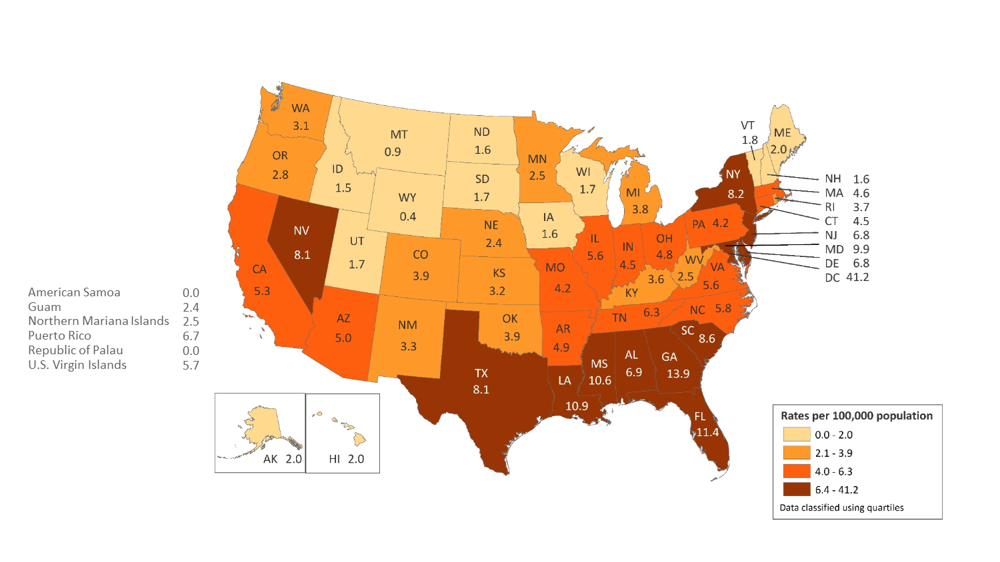 WA
3.1
OR
2.8
CA
5.3
NV
8.1
ID
1.5
MT
0.9
WY
0.4
UT
1.7
AZ
5.0
CO
3.9
NM
3.3
ND
1.6
SD
1.7
NE
2.4
KS
3.2
OK
3.9
TX
8.1
MN
2.5
IA
1.6
MO
4.2
AR
4.9
LA
10.9
WI
1.7
IL
5.6
MI
3.8
IN
4.5
OH
4.8
KY
3.6
TN 6.3
MS
10.6
AL
6.9
GA
13.9
FL
11.4
SC
8.6
NC 5.8
VA
5.6
WV
2.5
PA 4.2
NY
8.2
VT
1.8
ME
2.0
NH 1.6
MA 4.6
RI 3.7
CT 4.5
NJ 6.8
MD 9.9
DE 6.8
DC 41.2
American Samoa 0.0
Guam 2.4
Northern Mariana Islands 2.5
Puerto Rico 6.7
Republic of Palau 0.0
U.S. Virgin Islands 5.7
AK 2.0
HI 2.0
Rates per 100,000 population
0.0 - 2.0
2.1 - 3.9
4.0 - 6.3
6.4 - 41.2
Data classified using quartiles